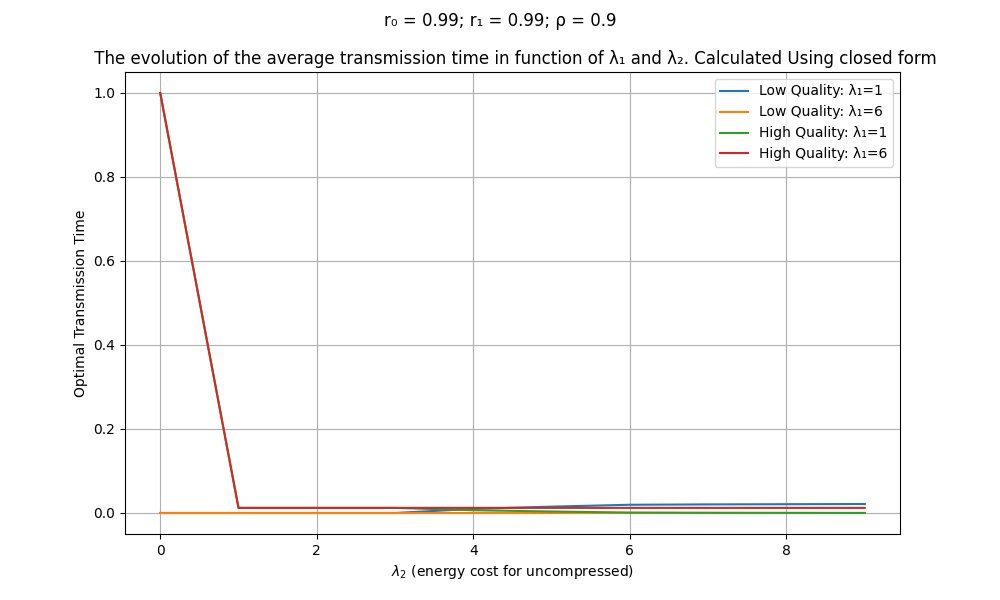 r₀ = 0.99; r₁ = 0.99; ρ = 0.9
The evolution of the average transmission time in function of λ₁ and λ₂. Calculated Using closed form
Low Quality: λ₁=1
Low Quality: λ₁=6
High Quality: λ₁=1
High Quality: λ₁=6
Optimal Transmission Time
1.0
0.8
0.6
0.4
0.2
0.0
0 2 4 6 8
λ₂ (energy cost for uncompressed)